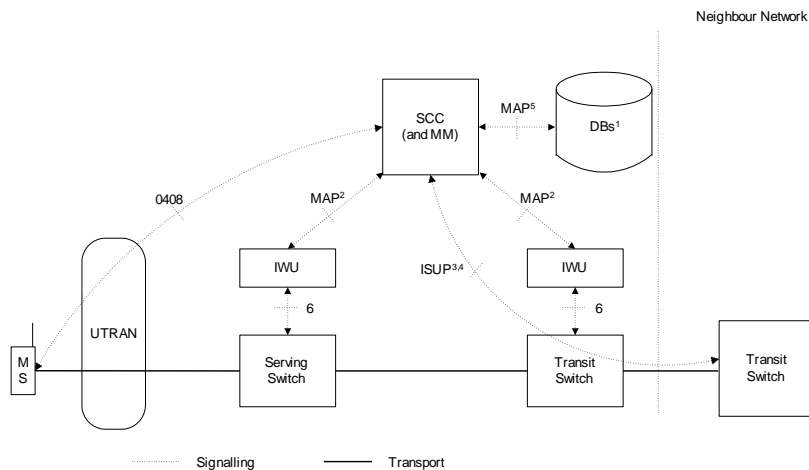 Neighbour Network
SCC
(and MM)
MAP⁵
DBs¹
0408
MAP²
MAP²
IWU
ISUP³,⁴
IWU
UTRAN
6
6
M
S
Serving
Switch
Transit
Switch
Transit
Switch
Signalling
Transport